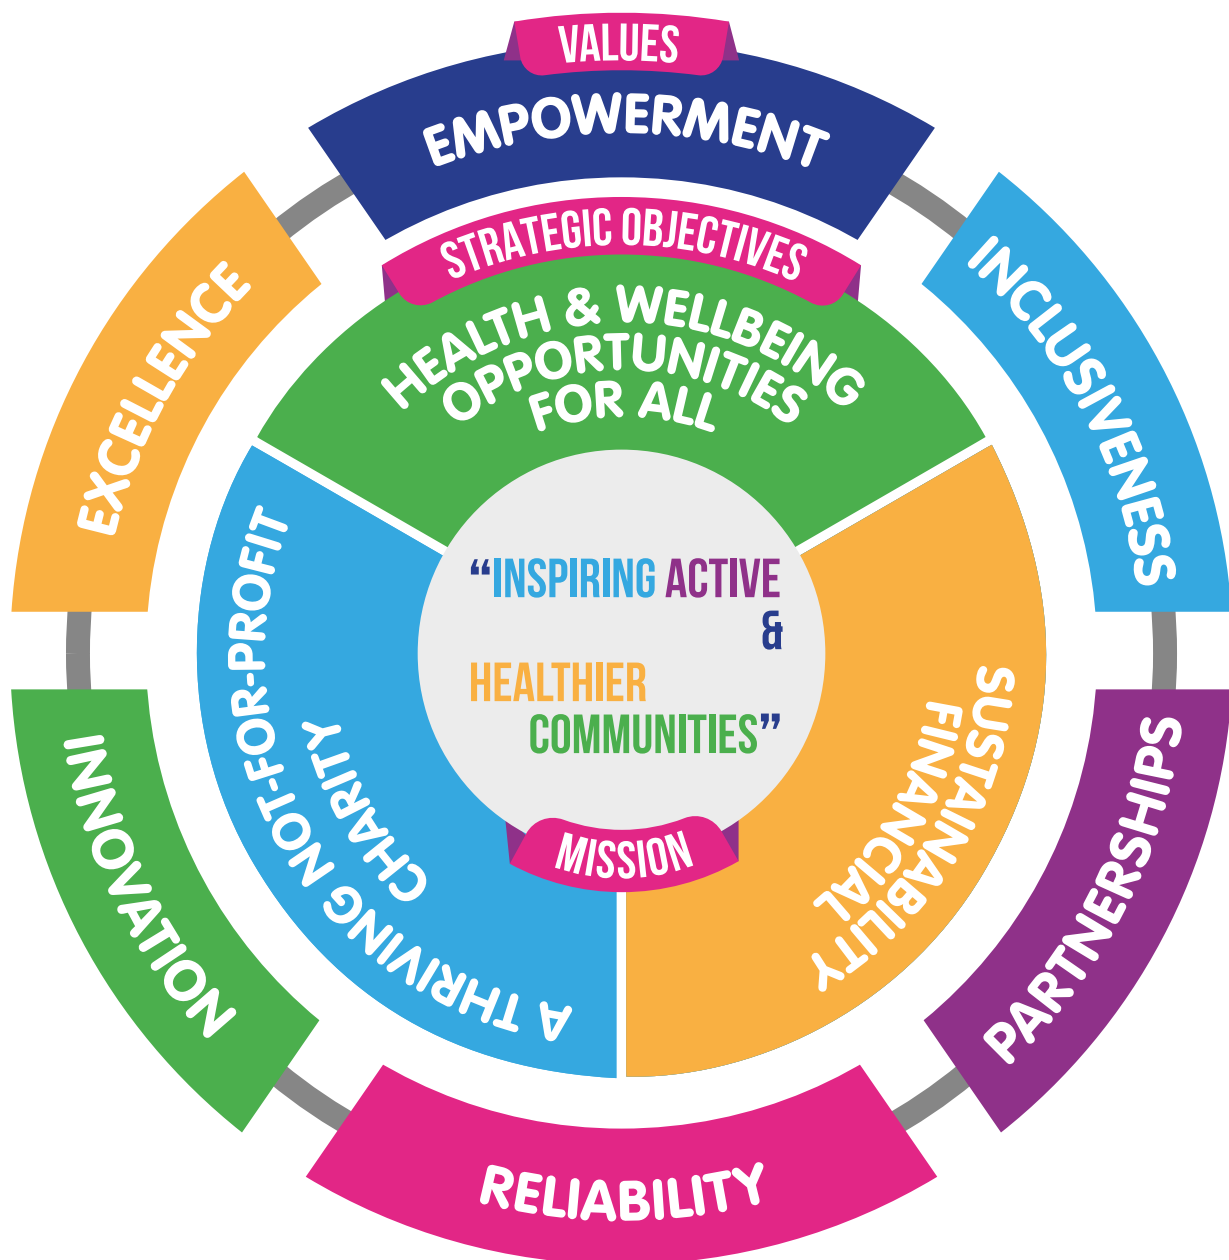 VALUES
EMPOWERMENT
INCLUSIVENESS
PARTNERSHIPS
RELIABILITY
INNOVATION
EXCELLENCE
STRATEGIC OBJECTIVES
HEALTH & WELLBEING
OPPORTUNITIES
FOR ALL
SUSTAINABILITY
FINANCIAL
A THRIVING NOT-FOR-PROFIT
CHARITY
“INSPIRING ACTIVE
&
HEALTHIER
COMMUNITIES”
MISSION